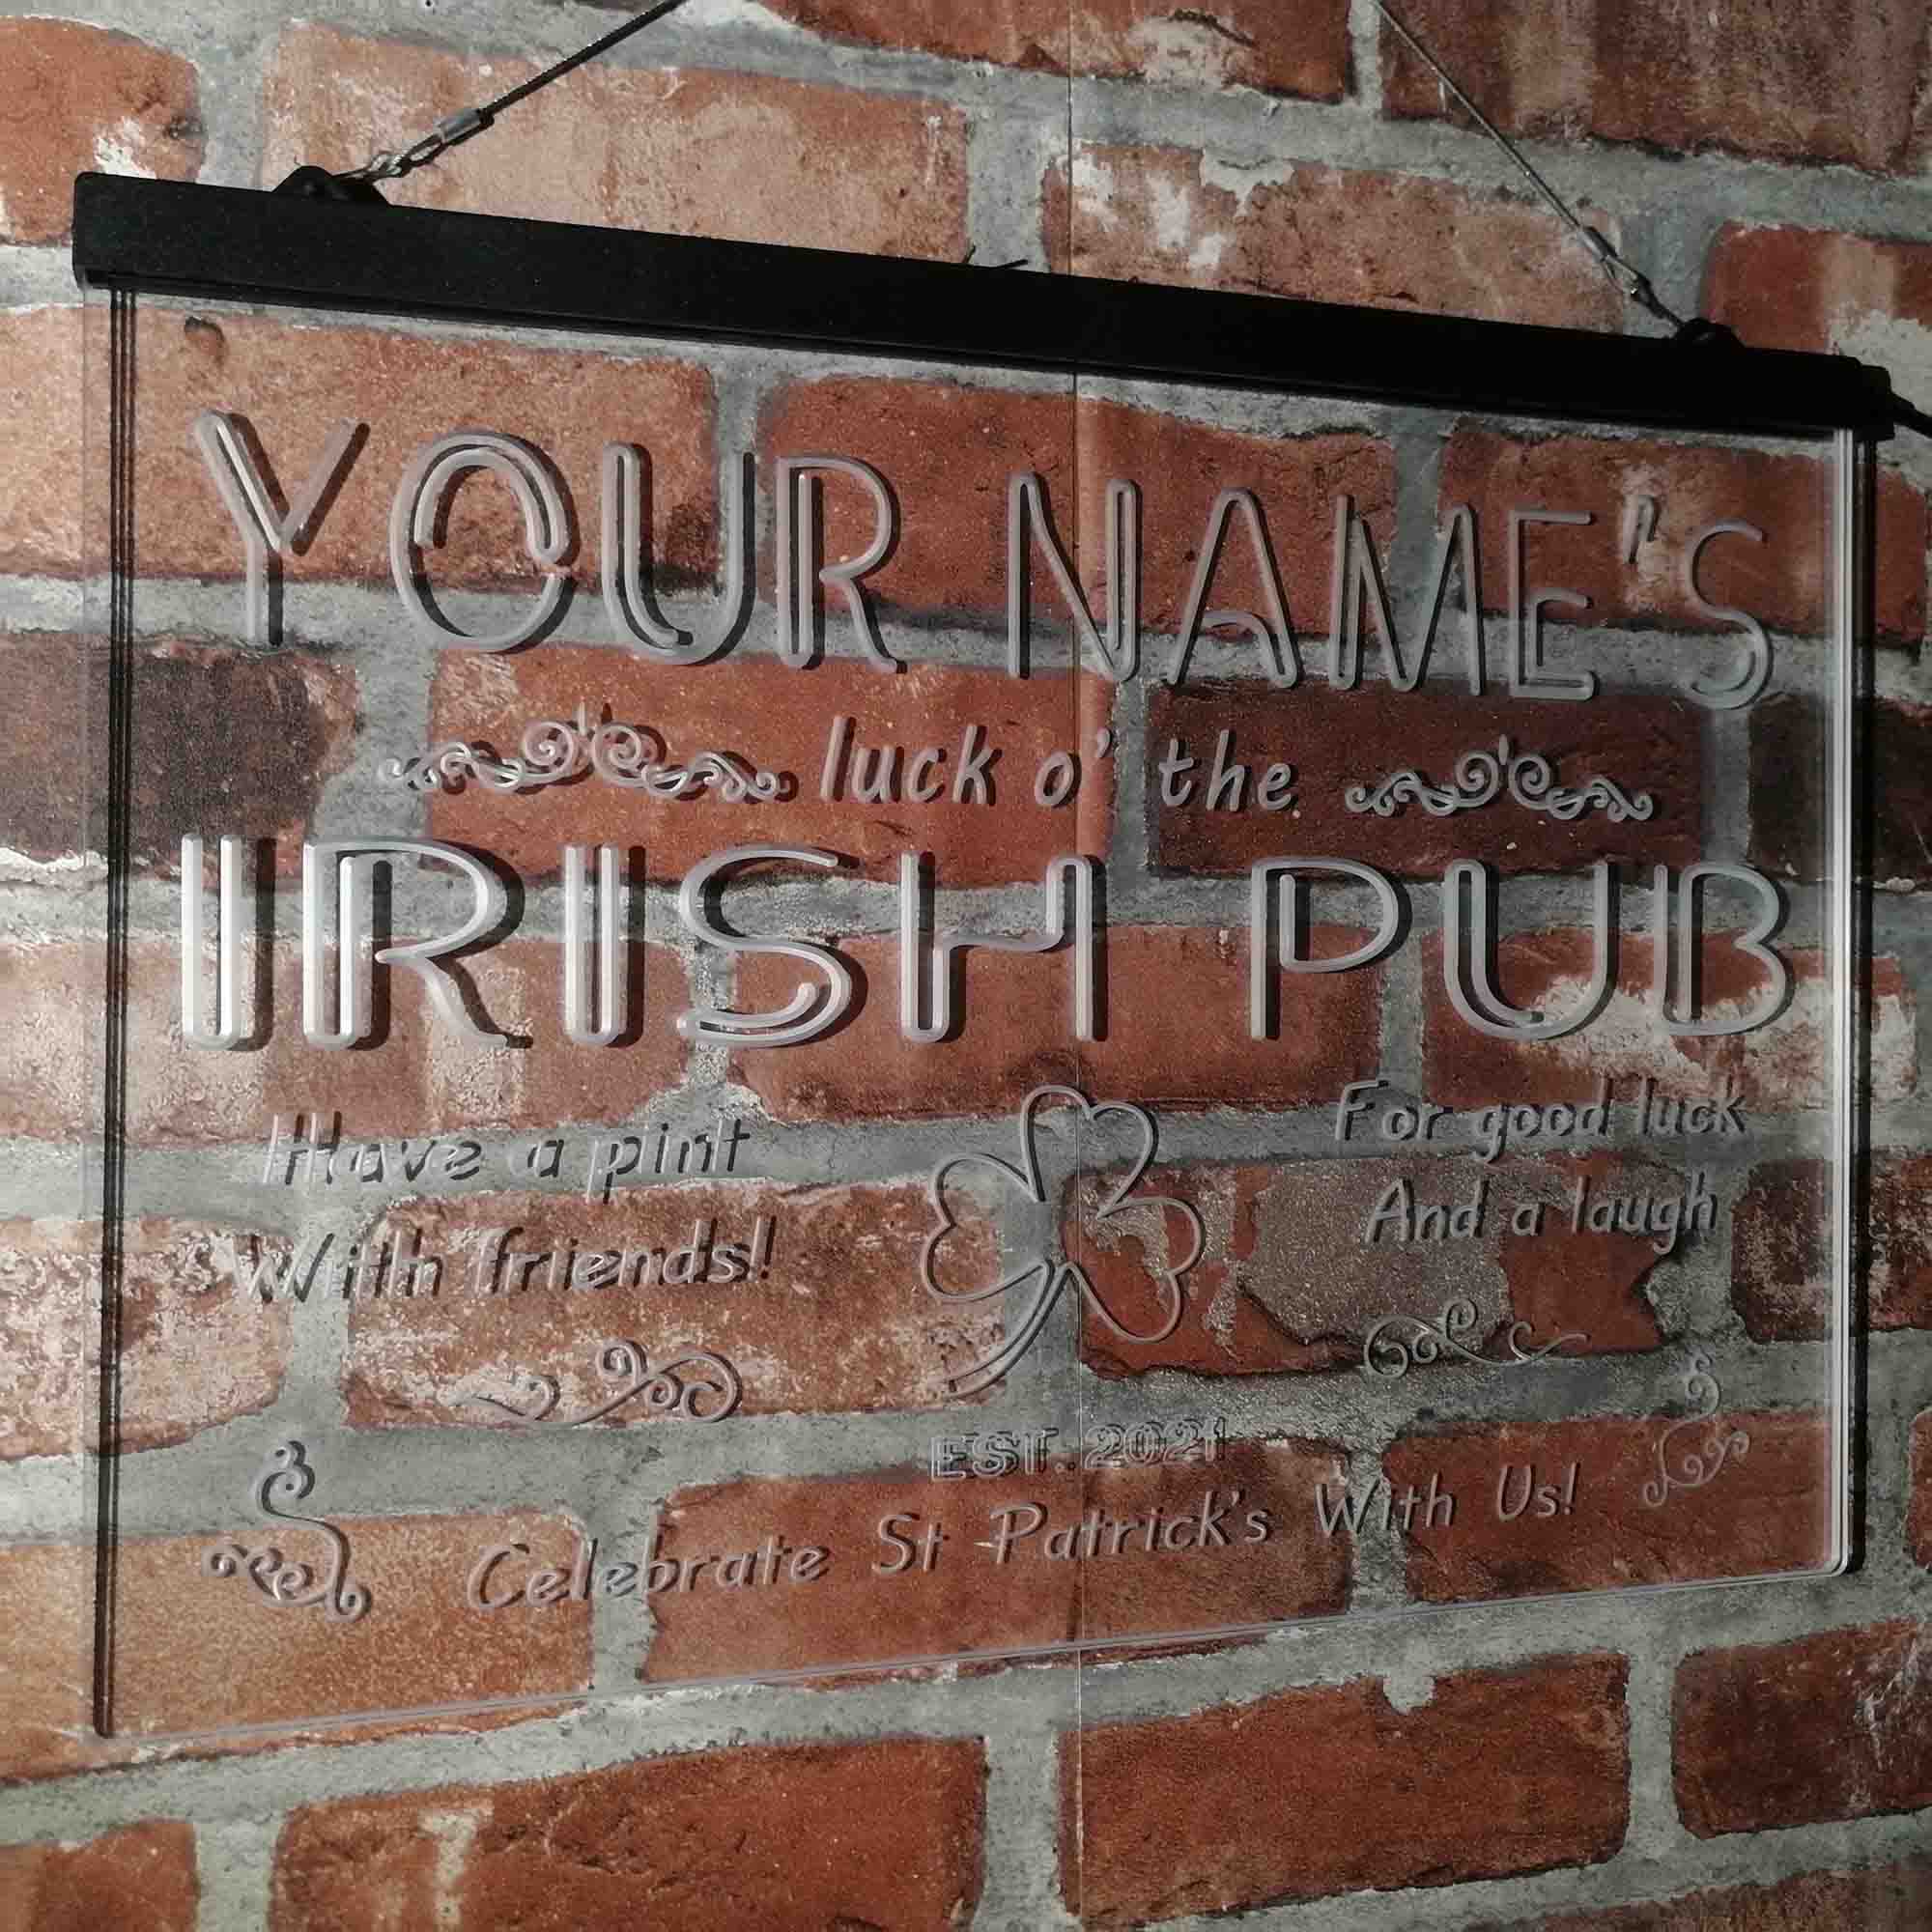 YOUR NAME'S
luck o' the
IRISH PUB
Have a pint
With friends!
For good luck
And a laugh
EST. 2021
Celebrate St Patrick's With Us!